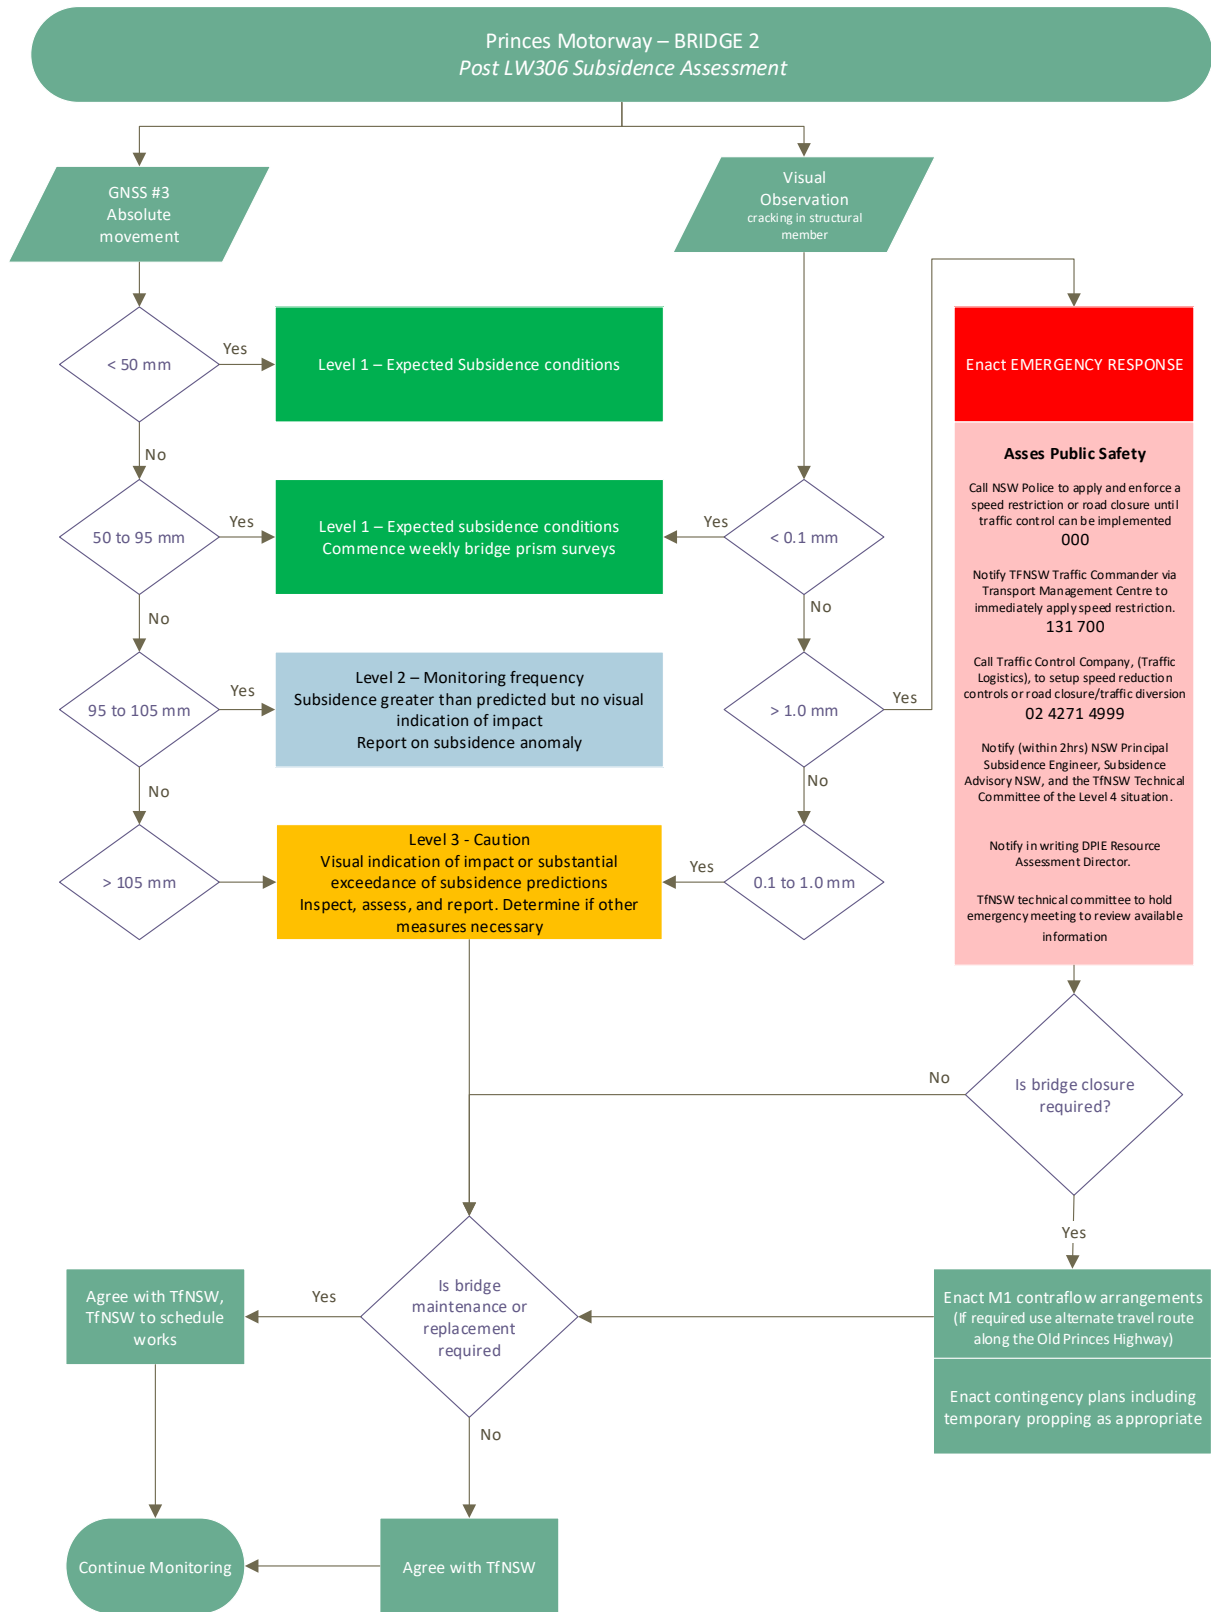 Princes Motorway – BRIDGE 2
Post LW306 Subsidence Assessment
GNSS #3
Absolute
movement
Visual
Observation
cracking in structural
member
< 50 mm
Yes
Level 1 – Expected Subsidence conditions
No
50 to 95 mm
Yes
Level 1 – Expected subsidence conditions
Commence weekly bridge prism surveys
Yes
< 0.1 mm
No
No
95 to 105 mm
Yes
Level 2 – Monitoring frequency
Subsidence greater than predicted but no visual
indication of impact
Report on subsidence anomaly
> 1.0 mm
Yes
No
No
> 105 mm
Level 3 - Caution
Visual indication of impact or substantial
exceedance of subsidence predictions
Inspect, assess, and report. Determine if other
measures necessary
Yes
0.1 to 1.0 mm
Enact EMERGENCY RESPONSE
Asses Public Safety
Call NSW Police to apply and enforce a
speed restriction or road closure until
traffic control can be implemented
000
Notify TFNSW Traffic Commander via
Transport Management Centre to
immediately apply speed restriction.
131 700
Call Traffic Control Company, (Traffic
Logistics), to setup speed reduction
controls or road closure/traffic diversion
02 4271 4999
Notify (within 2hrs) NSW Principal
Subsidence Engineer, Subsidence
Advisory NSW, and the TfNSW Technical
Committee of the Level 4 situation.
Notify in writing DPIE Resource
Assessment Director.
TfNSW technical committee to hold
emergency meeting to review available
information
No
Is bridge closure
required?
Yes
Agree with TfNSW,
TfNSW to schedule
works
Yes
Is bridge
maintenance or
replacement
required
Enact M1 contraflow arrangements
(If required use alternate travel route
along the Old Princes Highway)
Enact contingency plans including
temporary propping as appropriate
No
Continue Monitoring
Agree with TfNSW